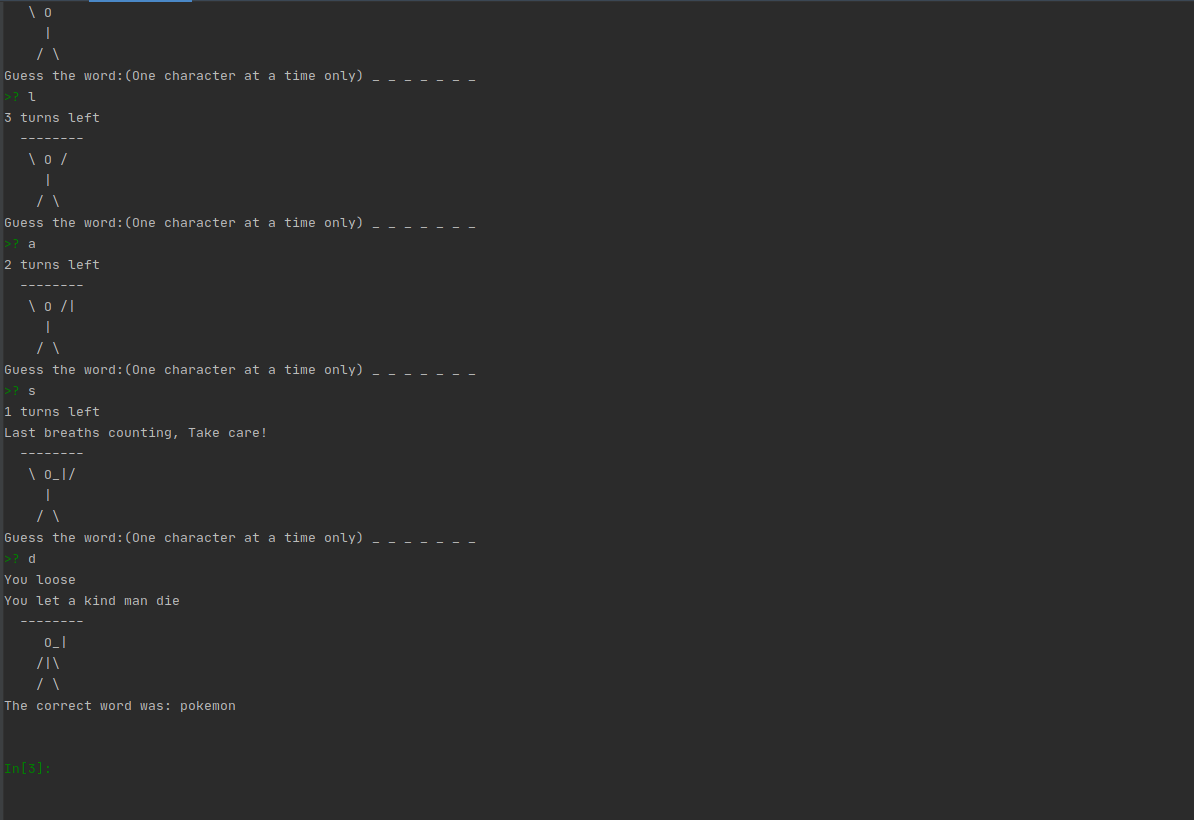 \ O
      |
     / \
Guess the word:(One character at a time only) _ _ _ _ _ _ _
>? l
3 turns left
  --------
   \ O /
     |
    / \
Guess the word:(One character at a time only) _ _ _ _ _ _ _
>? a
2 turns left
  --------
   \ O /|
     |
    / \
Guess the word:(One character at a time only) _ _ _ _ _ _ _
>? s
1 turns left
Last breaths counting, Take care!
  --------
   \ O_|/
     |
    / \
Guess the word:(One character at a time only) _ _ _ _ _ _ _
>? d
You loose
You let a kind man die
  --------
     O_|
    /|\
    / \
The correct word was: pokemon
In[3]: